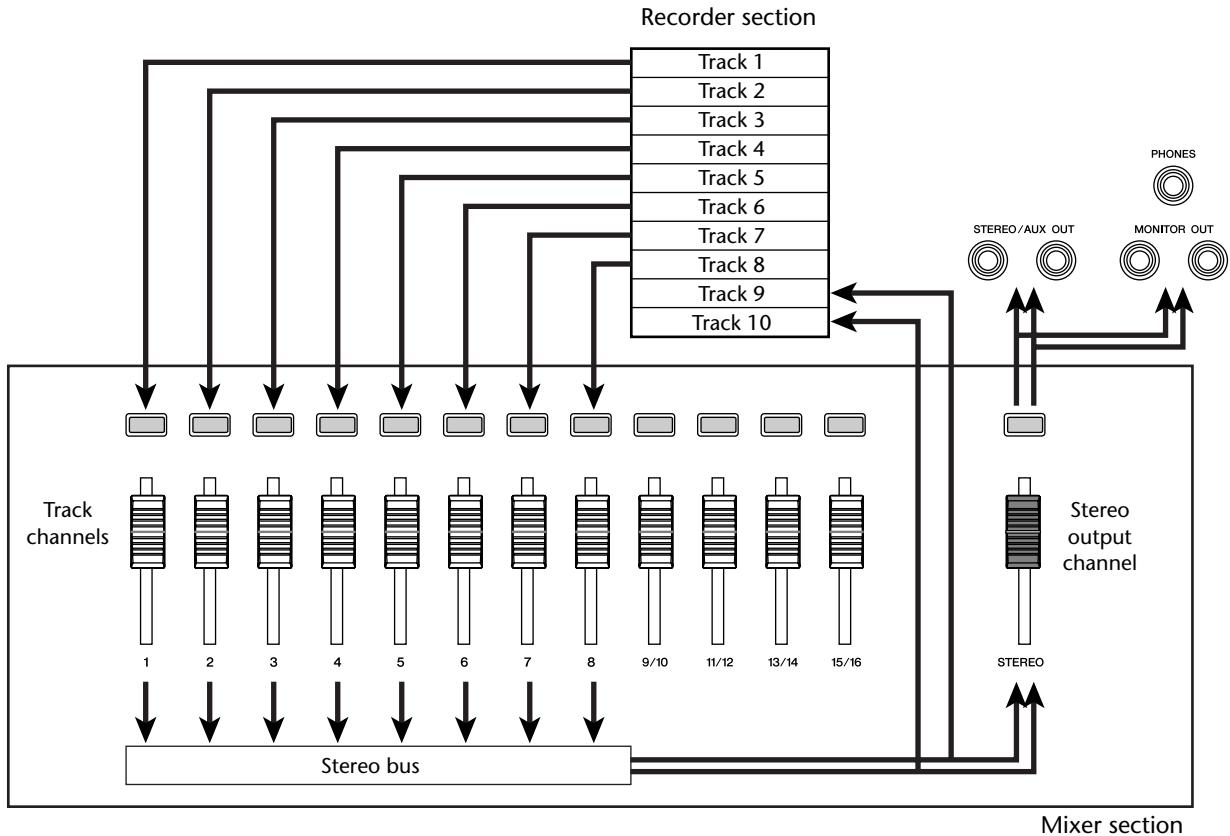 Recorder section
Track 1
Track 2
Track 3
Track 4
Track 5
Track 6
Track 7
Track 8
Track 9
Track 10
PHONES
STEREO/AUX OUT
MONITOR OUT
Track
channels
Stereo
output
channel
1
2
3
4
5
6
7
8
9/10
11/12
13/14
15/16
STEREO
Stereo bus
Mixer section